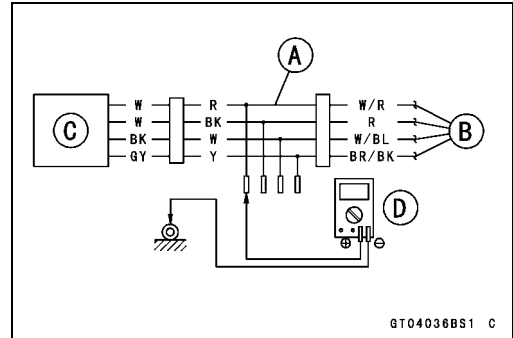 A
W R W/R
W BK R
C BK W W/BL B
GY Y BR/BK
D
⊕ ⊖
GT04036BS1 C